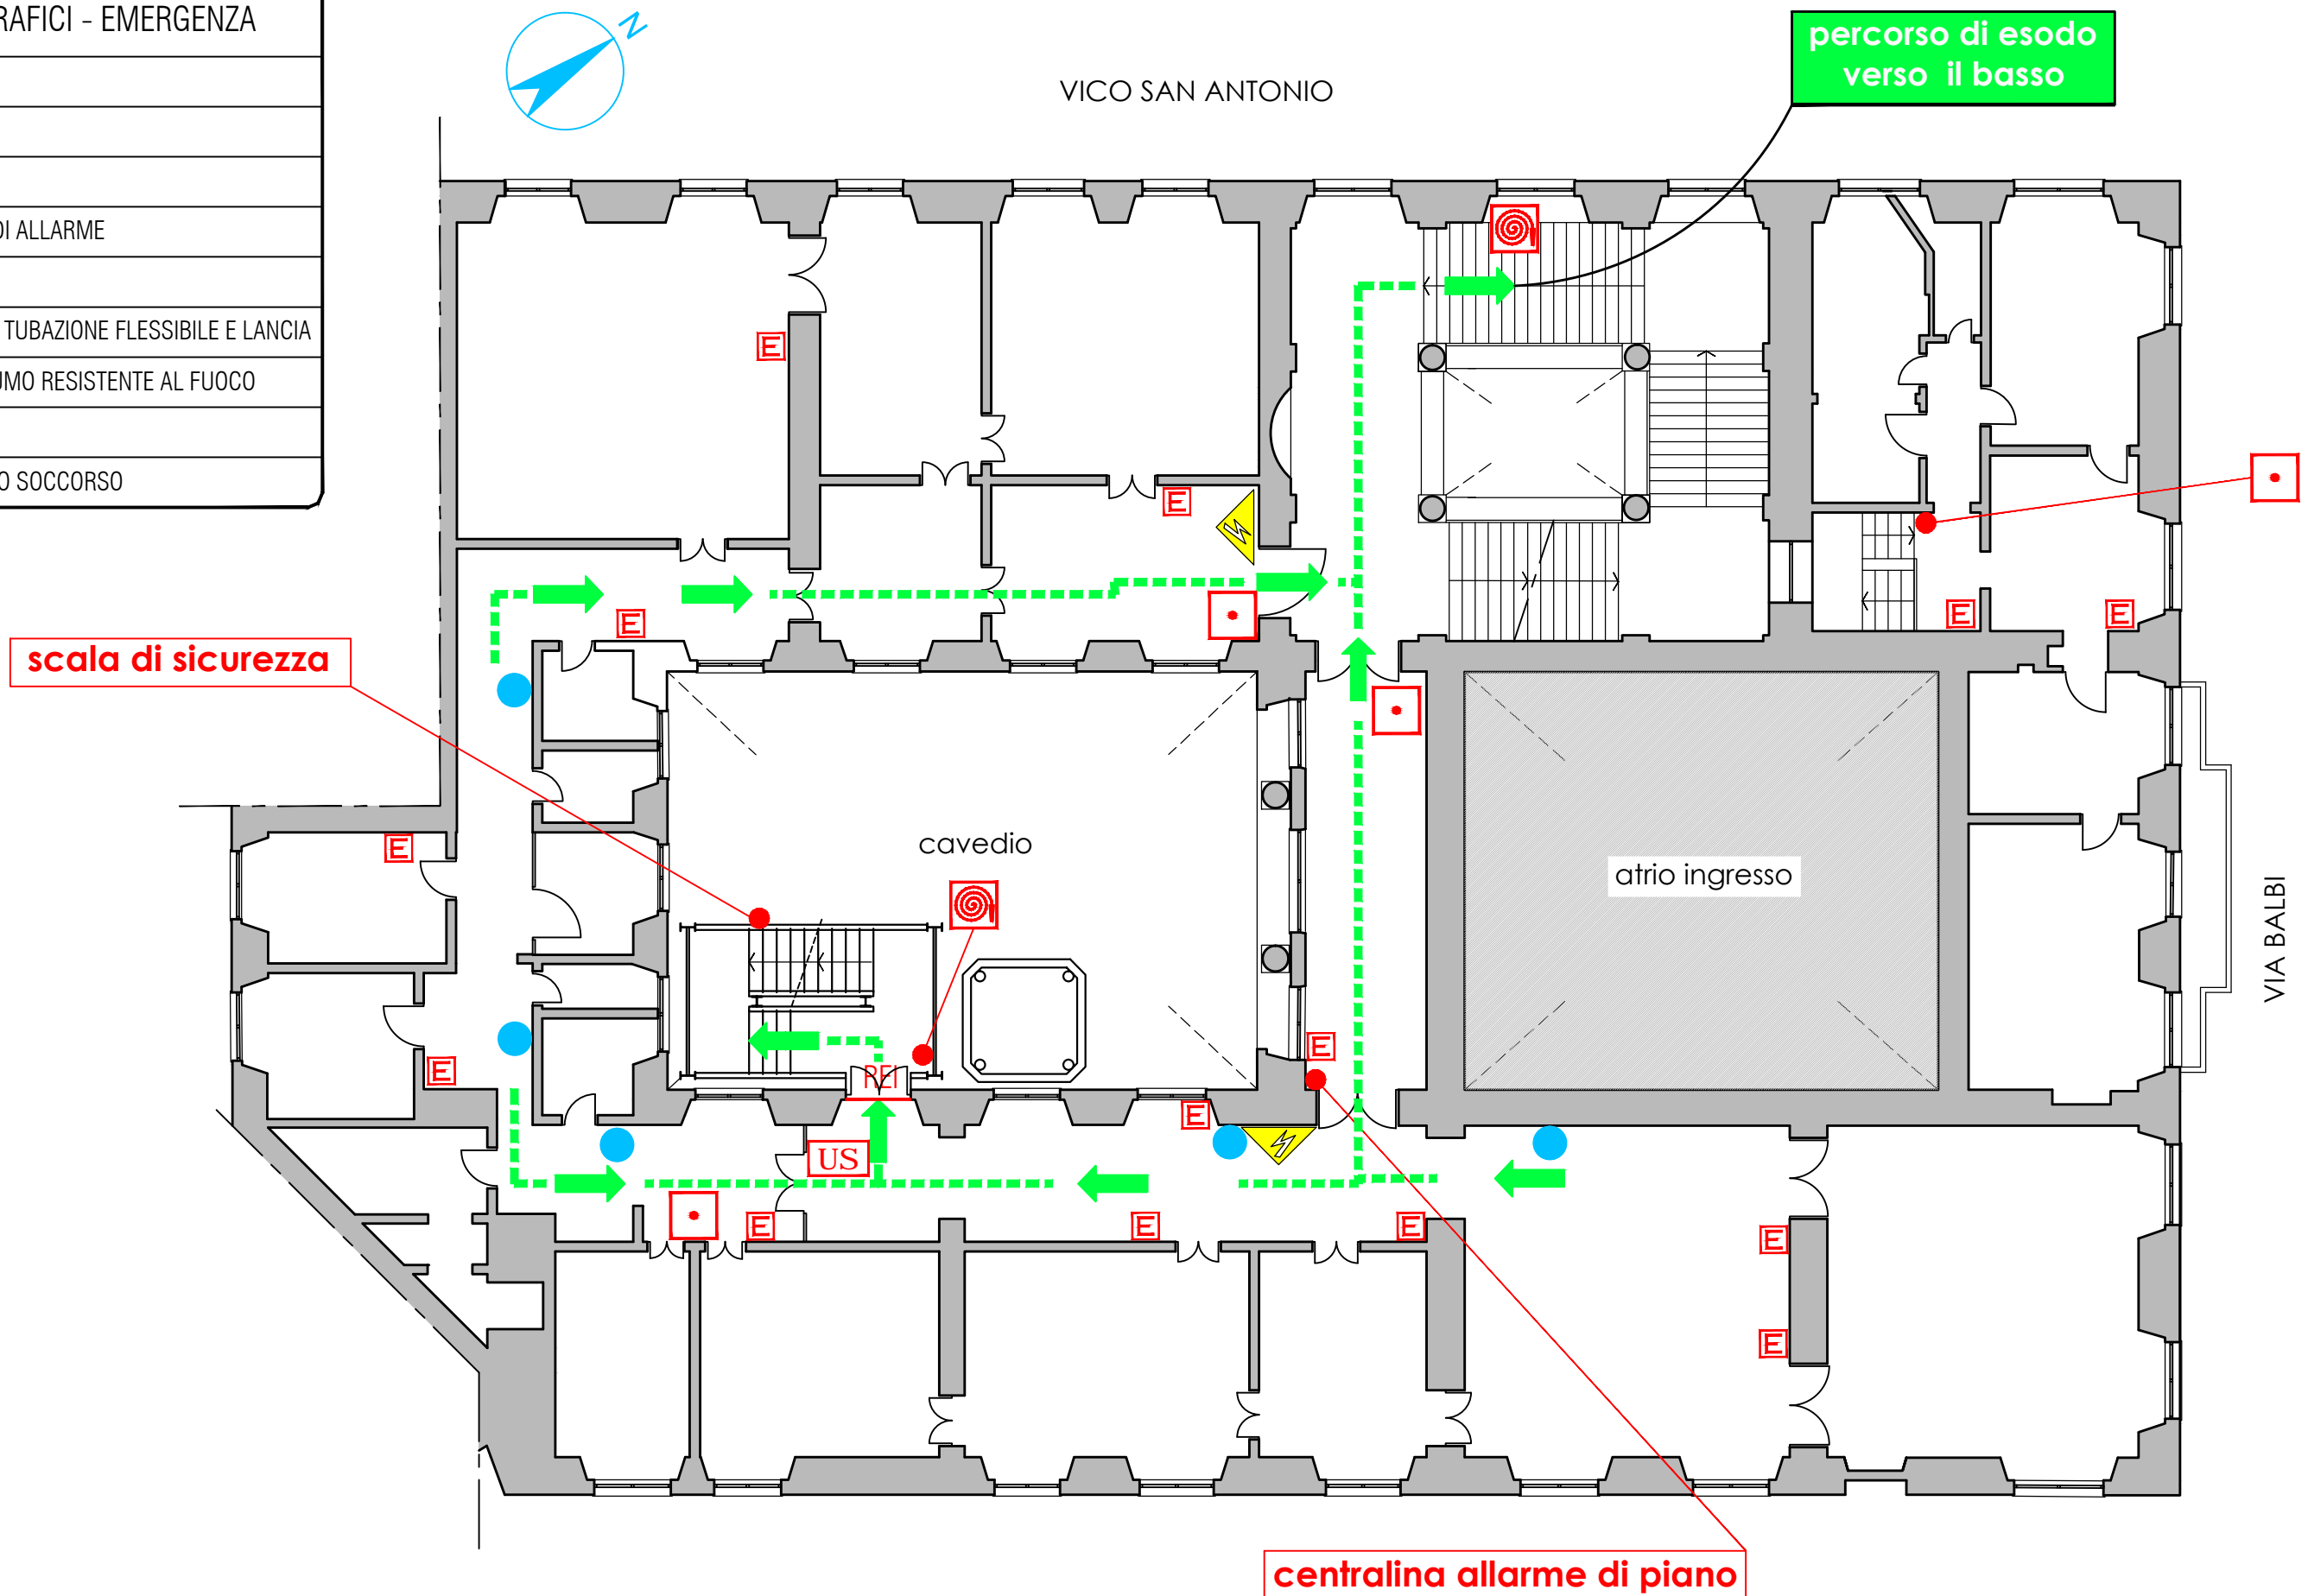 RAFICI - EMERGENZA
DI ALLARME
TUBAZIONE FLESSIBILE E LANCIA
UMO RESISTENTE AL FUOCO
O SOCCORSO
N
VICO SAN ANTONIO
percorso di esodo
verso il basso
E
E
E
scala di sicurezza
E
E
E
cavedio
atrio ingresso
VIA BALBI
E
E
REI
E
E
US
E
E
E
E
E
centralina allarme di piano